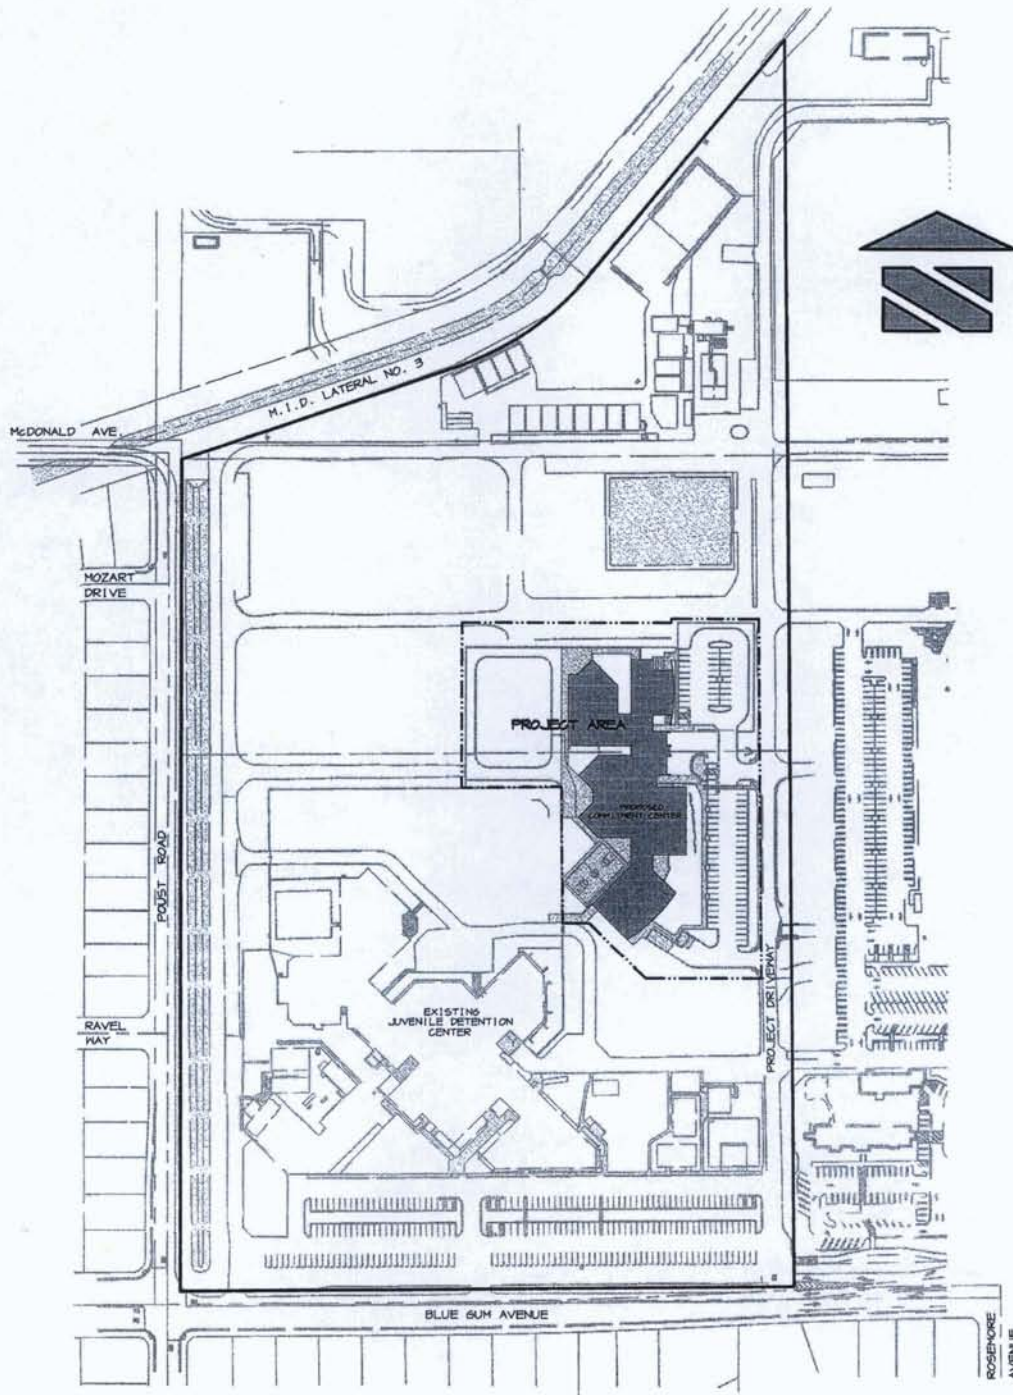 M.I.D. LATERAL NO. 3
McDONALD AVE.
MOZART
DRIVE
PROJECT AREA
PROPOSED
COMMITMENT CENTER
POUST ROAD
PROJECT DRIVEWAY
EXISTING
JUVENILE DETENTION
CENTER
RAVEL
WAY
BLUE GUM AVENUE
ROSEMORE
AVENUE